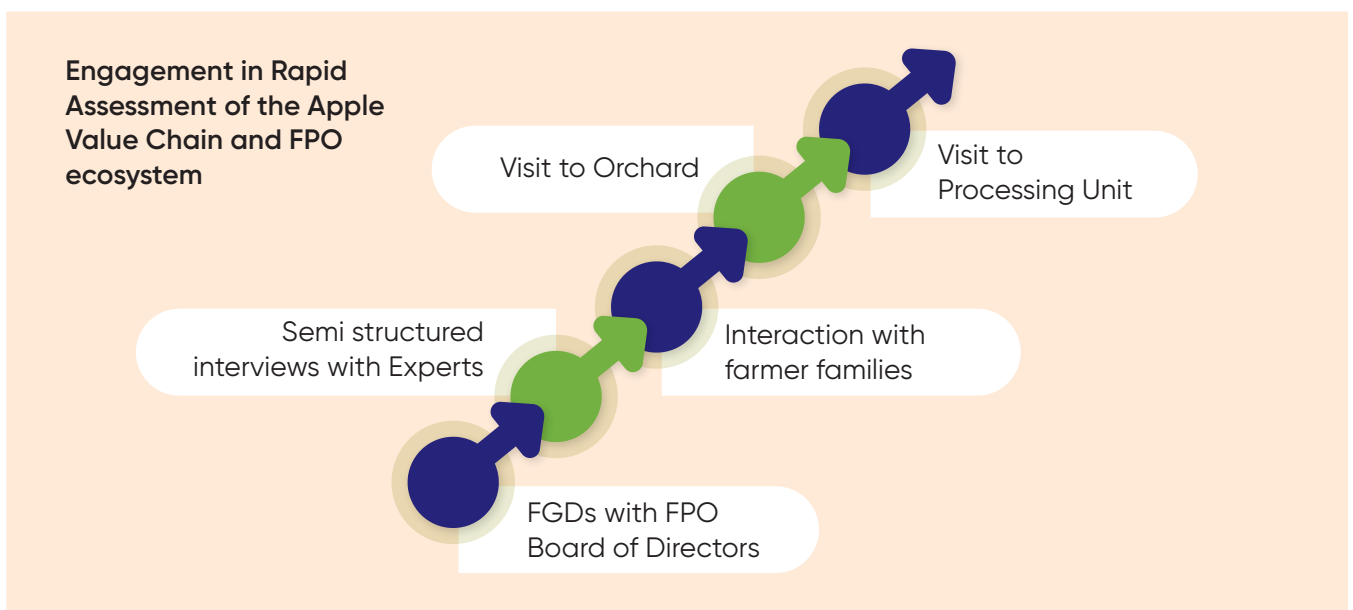 Engagement in Rapid
Assessment of the Apple
Value Chain and FPO
ecosystem
Visit to Orchard
Visit to
Processing Unit
Semi structured
interviews with Experts
Interaction with
farmer families
FGDs with FPO
Board of Directors